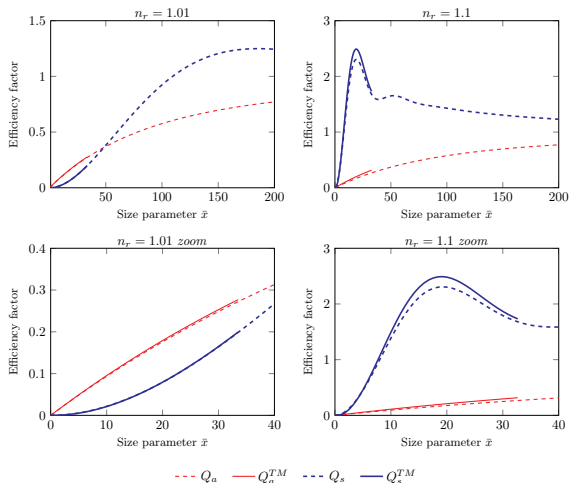 n_r = 1.01
Efficiency factor
1.5
1
0.5
0
50
100
150
200
Size parameter x̄
n_r = 1.1
Efficiency factor
3
2
1
0
0
50
100
150
200
Size parameter x̄
n_r = 1.01 zoom
Efficiency factor
0.4
0.3
0.2
0.1
0
0
10
20
30
40
Size parameter x̄
n_r = 1.1 zoom
Efficiency factor
3
2
1
0
0
10
20
30
40
Size parameter x̄
Q_a Q_a^{TM} Q_s Q_s^{TM}